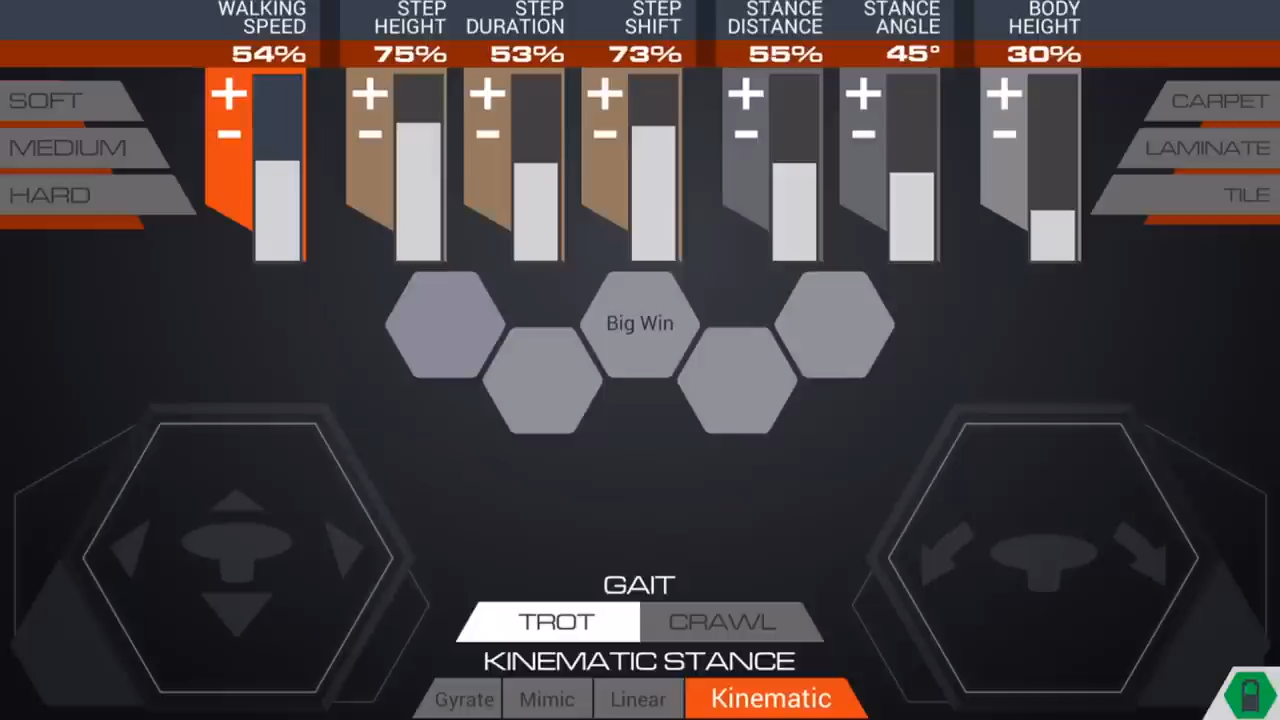 WALKING SPEED
STEP HEIGHT
STEP DURATION
STEP SHIFT
STANCE DISTANCE
STANCE ANGLE
BODY HEIGHT
54%
75%
53%
73%
55%
45°
30%
SOFT
MEDIUM
HARD
CARPET
LAMINATE
TILE
Big Win
GAIT
TROT
CRAWL
KINEMATIC STANCE
Gyrate
Mimic
Linear
Kinematic